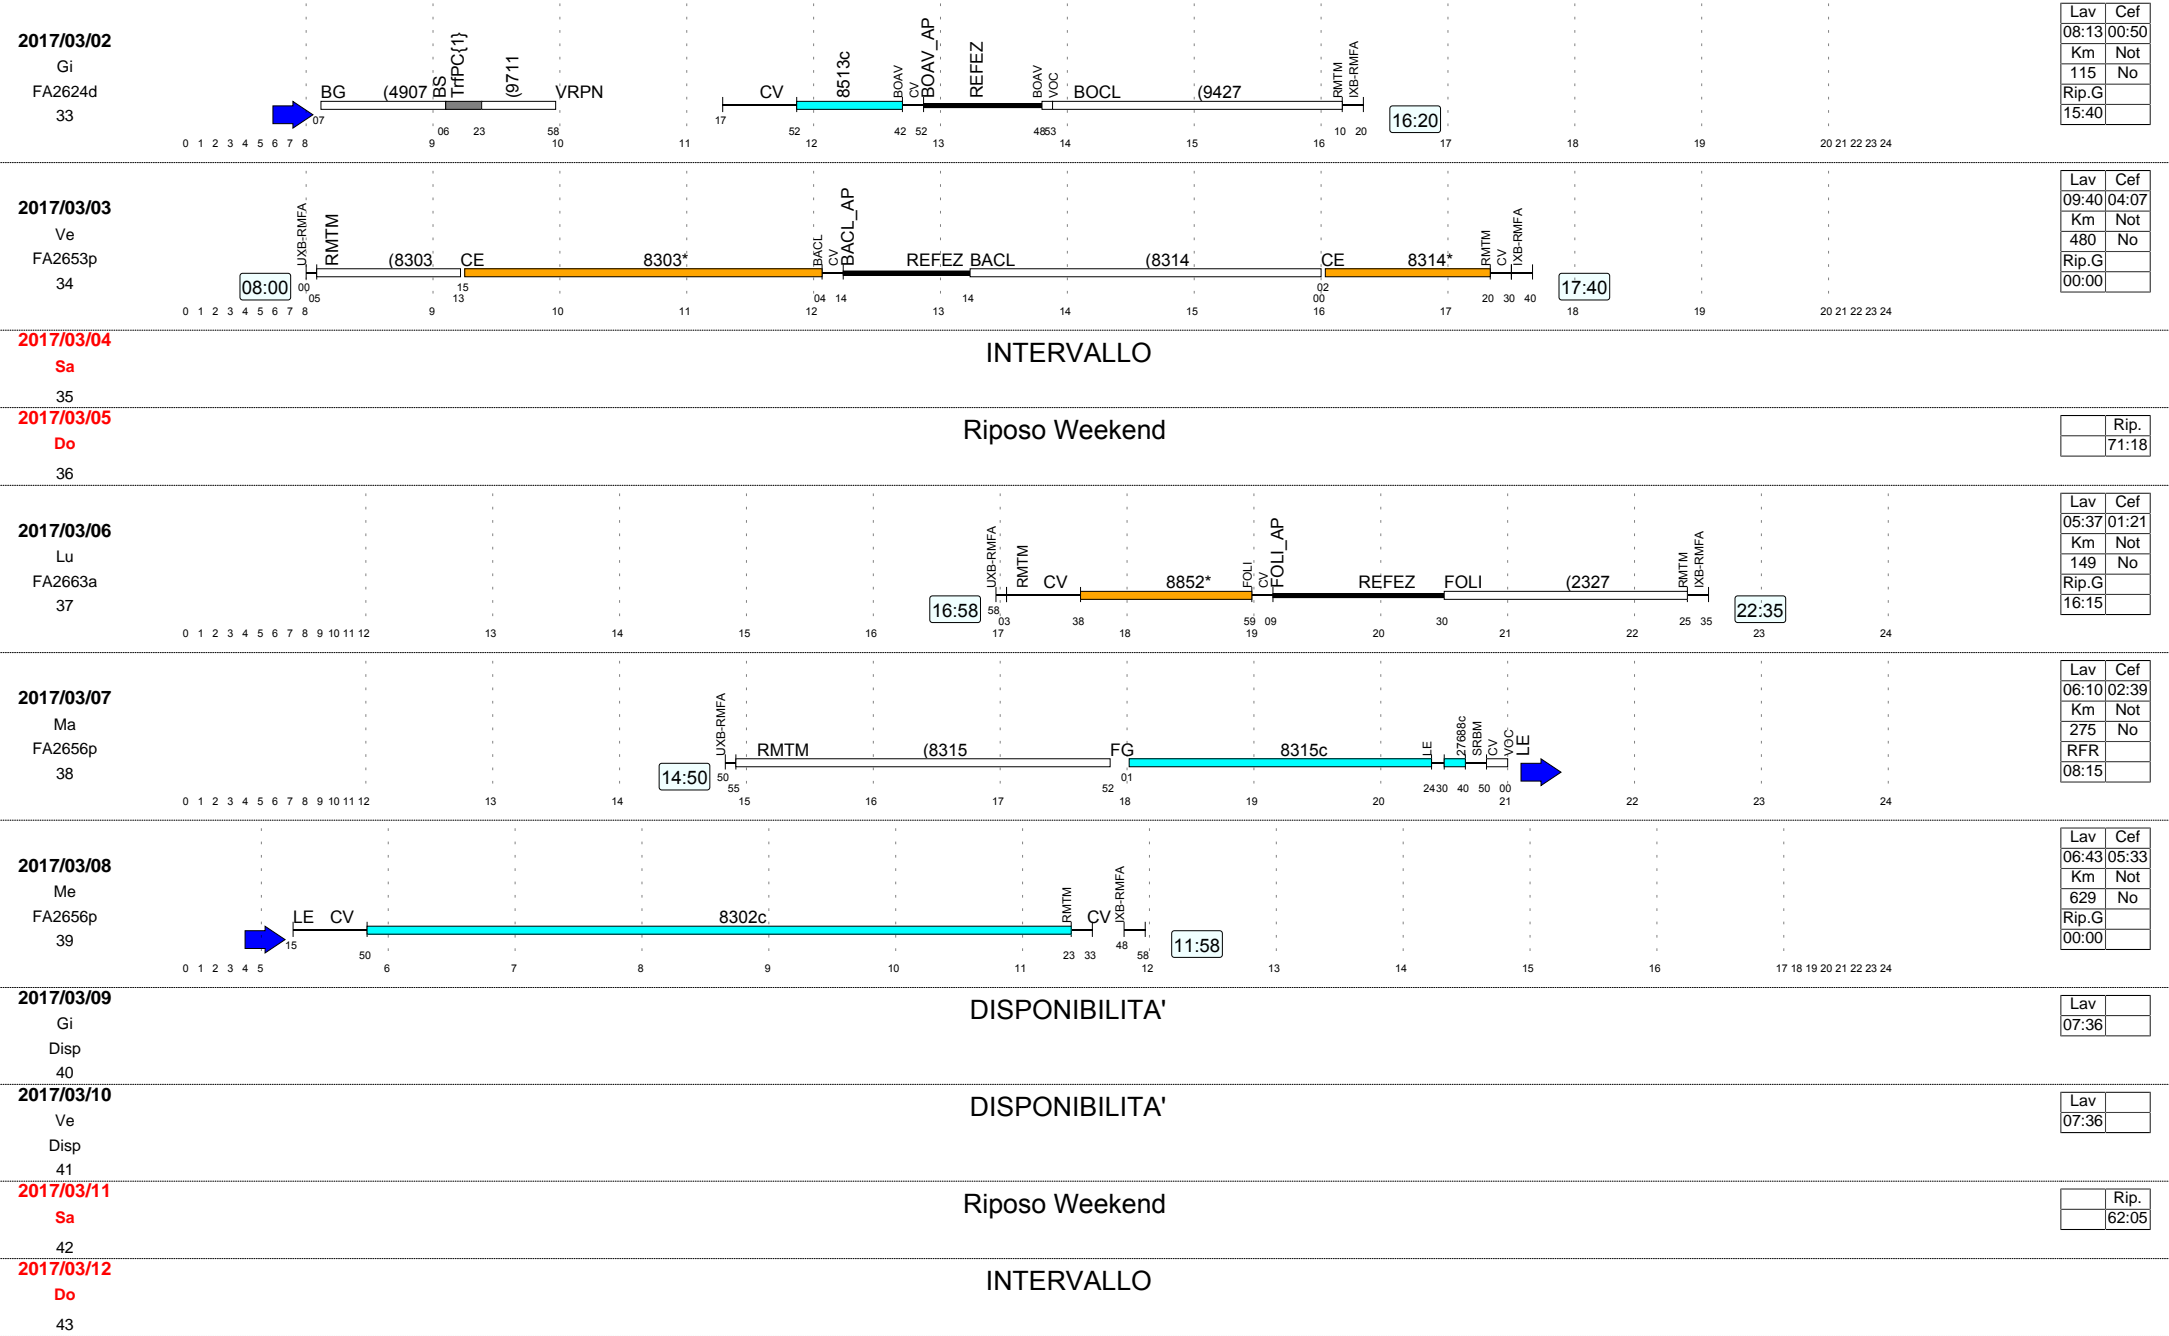 2017/03/02
Gi
FA2624d
33
BG (4907 BS TrfPC{1} (9711 VRPN CV 8513c BOAV CV BOAV_AP REFEZ BOAV VOC BOCL (9427 RMTM IXB-RMFA
07 06 23 58 17 52 42 52 4853 10 20
16:20
0 1 2 3 4 5 6 7 8 9 10 11 12 13 14 15 16 17 18 19 20 21 22 23 24
Lav Cef
08:13 00:50
Km Not
115 No
Rip.G
15:40
2017/03/03
Ve
FA2653p
34
08:00
UXB-RMFA RMTM (8303 CE 8303* BACL CV BACL_AP REFEZ BACL (8314 CE 8314* RMTM CV IXB-RMFA
00 05 15 13 04 14 14 02 00 20 30 40
17:40
0 1 2 3 4 5 6 7 8 9 10 11 12 13 14 15 16 17 18 19 20 21 22 23 24
Lav Cef
09:40 04:07
Km Not
480 No
Rip.G
00:00
2017/03/04
Sa
35
INTERVALLO
2017/03/05
Do
36
Riposo Weekend
Rip.
71:18
2017/03/06
Lu
FA2663a
37
16:58
UXB-RMFA RMTM CV 8852* FOLI CV FOLI_AP REFEZ FOLI (2327 RMTM IXB-RMFA
58 03 38 59 09 30 25 35
22:35
0 1 2 3 4 5 6 7 8 9 10 11 12 13 14 15 16 17 18 19 20 21 22 23 24
Lav Cef
05:37 01:21
Km Not
149 No
Rip.G
16:15
2017/03/07
Ma
FA2656p
38
14:50
UXB-RMFA RMTM (8315 FG 8315c LE 27688c SRBM CV VOC LE
50 55 52 01 2430 40 50 00
0 1 2 3 4 5 6 7 8 9 10 11 12 13 14 15 16 17 18 19 20 21 22 23 24
Lav Cef
06:10 02:39
Km Not
275 No
RFR
08:15
2017/03/08
Me
FA2656p
39
LE CV 8302c RMTM CV IXB-RMFA
15 50 23 33 48 58
11:58
0 1 2 3 4 5 6 7 8 9 10 11 12 13 14 15 16 17 18 19 20 21 22 23 24
Lav Cef
06:43 05:33
Km Not
629 No
Rip.G
00:00
2017/03/09
Gi
Disp
40
DISPONIBILITA'
Lav
07:36
2017/03/10
Ve
Disp
41
DISPONIBILITA'
Lav
07:36
2017/03/11
Sa
42
Riposo Weekend
Rip.
62:05
2017/03/12
Do
43
INTERVALLO